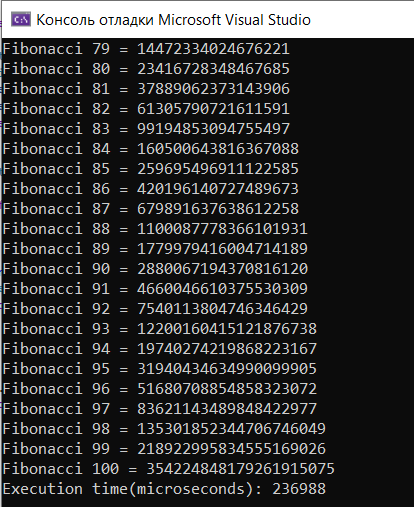 C:\ Консоль отладки Microsoft Visual Studio
Fibonacci 79 = 14472334024676221
Fibonacci 80 = 23416728348467685
Fibonacci 81 = 37889062373143906
Fibonacci 82 = 61305790721611591
Fibonacci 83 = 99194853094755497
Fibonacci 84 = 160500643816367088
Fibonacci 85 = 259695496911122585
Fibonacci 86 = 420196140727489673
Fibonacci 87 = 679891637638612258
Fibonacci 88 = 1100087778366101931
Fibonacci 89 = 1779979416004714189
Fibonacci 90 = 2880067194370816120
Fibonacci 91 = 4660046610375530309
Fibonacci 92 = 7540113804746346429
Fibonacci 93 = 12200160415121876738
Fibonacci 94 = 19740274219868223167
Fibonacci 95 = 31940434634990099905
Fibonacci 96 = 51680708854858323072
Fibonacci 97 = 83621143489848422977
Fibonacci 98 = 135301852344706746049
Fibonacci 99 = 218922995834555169026
Fibonacci 100 = 354224848179261915075
Execution time(microseconds): 236988